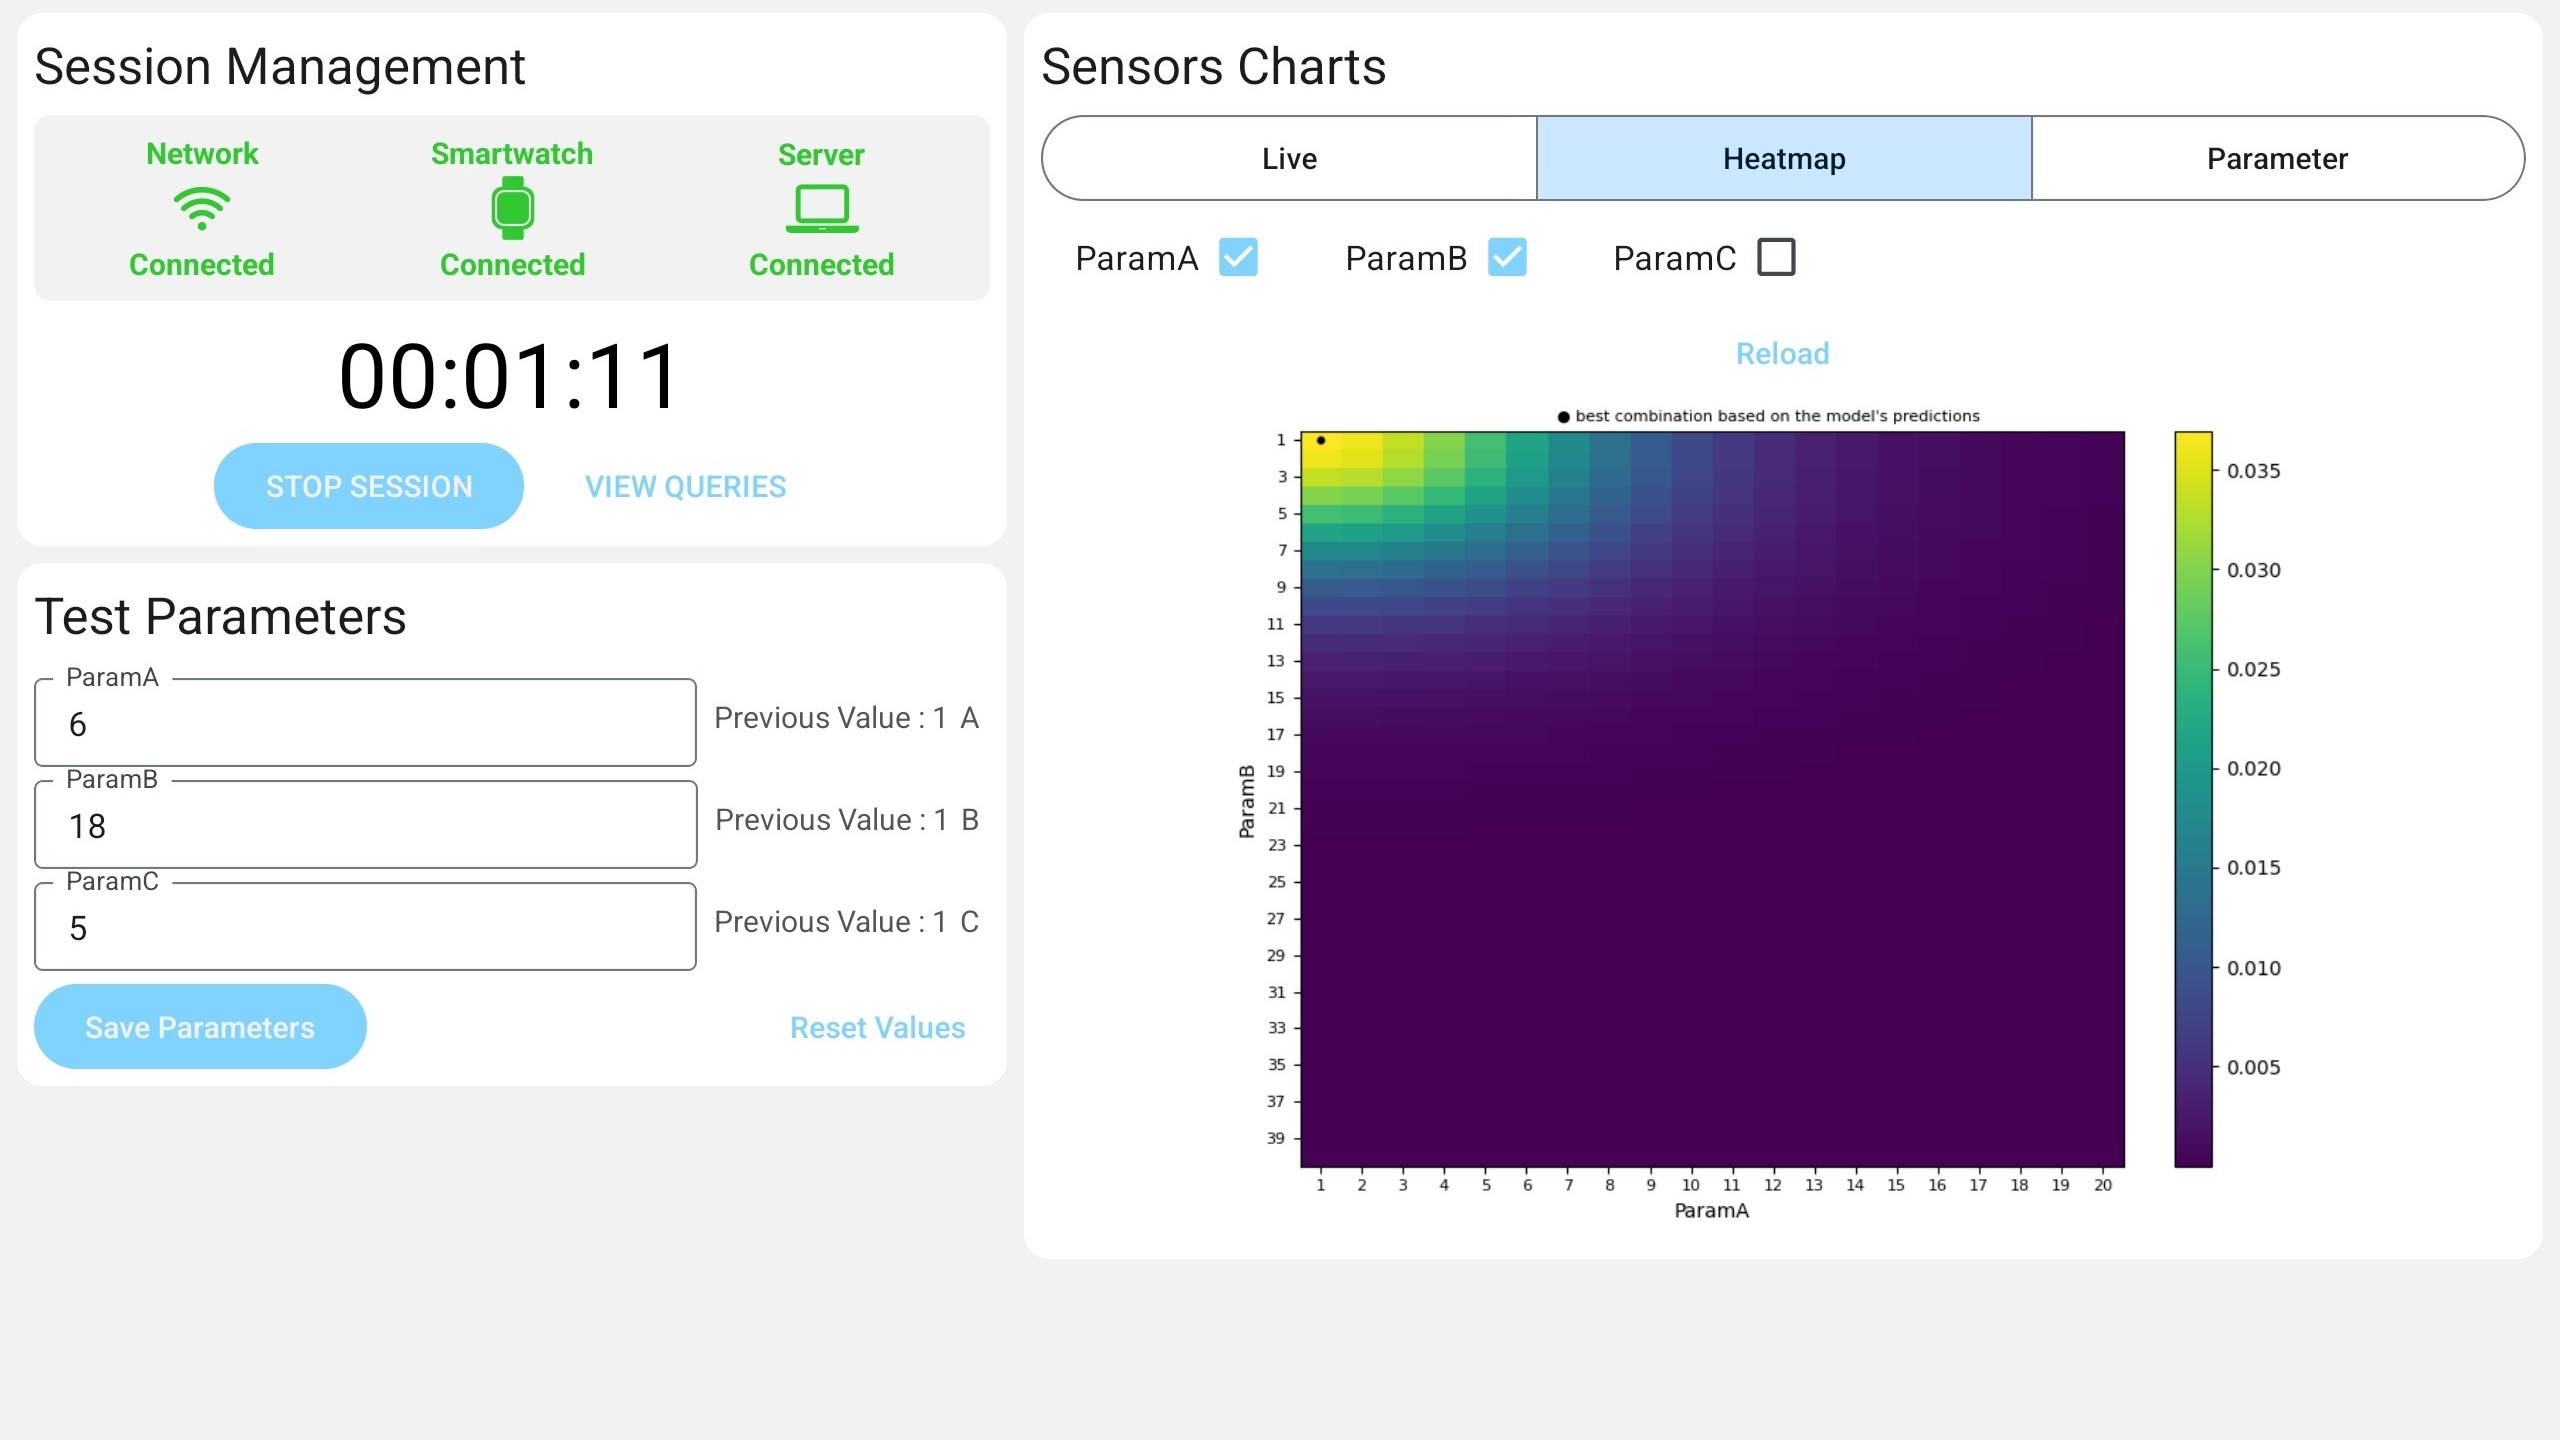 Session Management
Network Smartwatch Server
Connected Connected Connected
00:01:11
STOP SESSION VIEW QUERIES
Test Parameters
ParamA
6 Previous Value : 1 A
ParamB
18 Previous Value : 1 B
ParamC
5 Previous Value : 1 C
Save Parameters Reset Values
Sensors Charts
Live Heatmap Parameter
ParamA ParamB ParamC
Reload
best combination based on the model's predictions
1
3
5
7
9
11
13
15
17
19
21
23
25
27
29
31
33
35
37
39
ParamB
1 2 3 4 5 6 7 8 9 10 11 12 13 14 15 16 17 18 19 20
ParamA
0.035
0.030
0.025
0.020
0.015
0.010
0.005